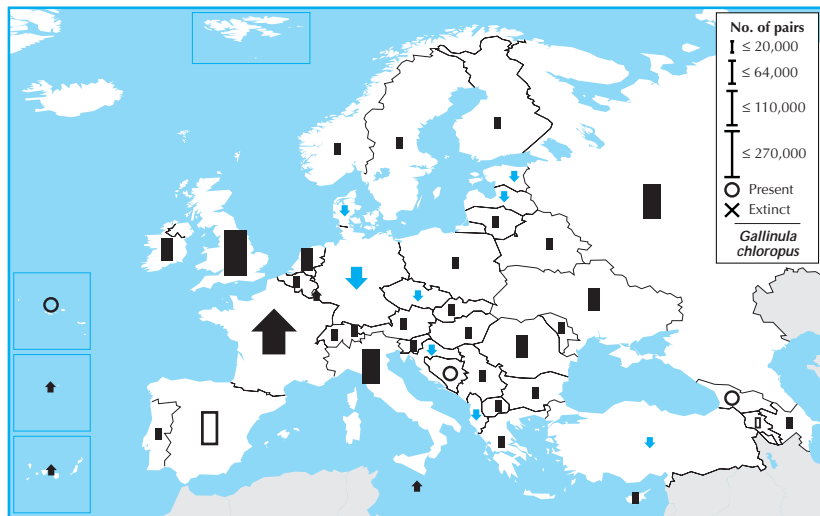 No. of pairs
≤ 20,000
≤ 64,000
≤ 110,000
≤ 270,000
Present
Extinct
Gallinula
chloropus